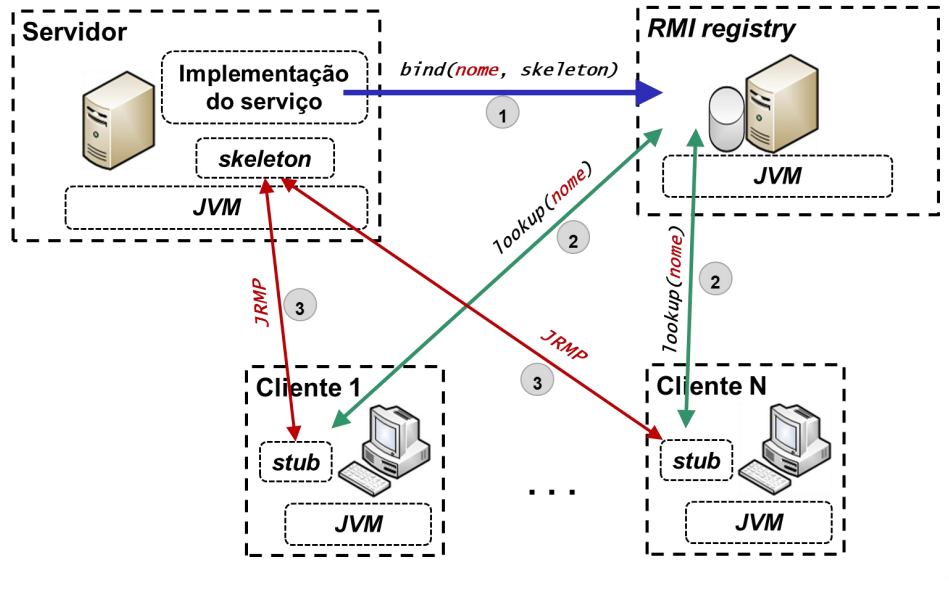 Servidor
Implementação
do serviço
skeleton
JVM
bind(nome, skeleton)
1
RMI registry
JVM
lookup(nome)
2
lookup(nome)
2
JRMP
3
JRMP
3
Cliente 1
stub
JVM
. . .
Cliente N
stub
JVM